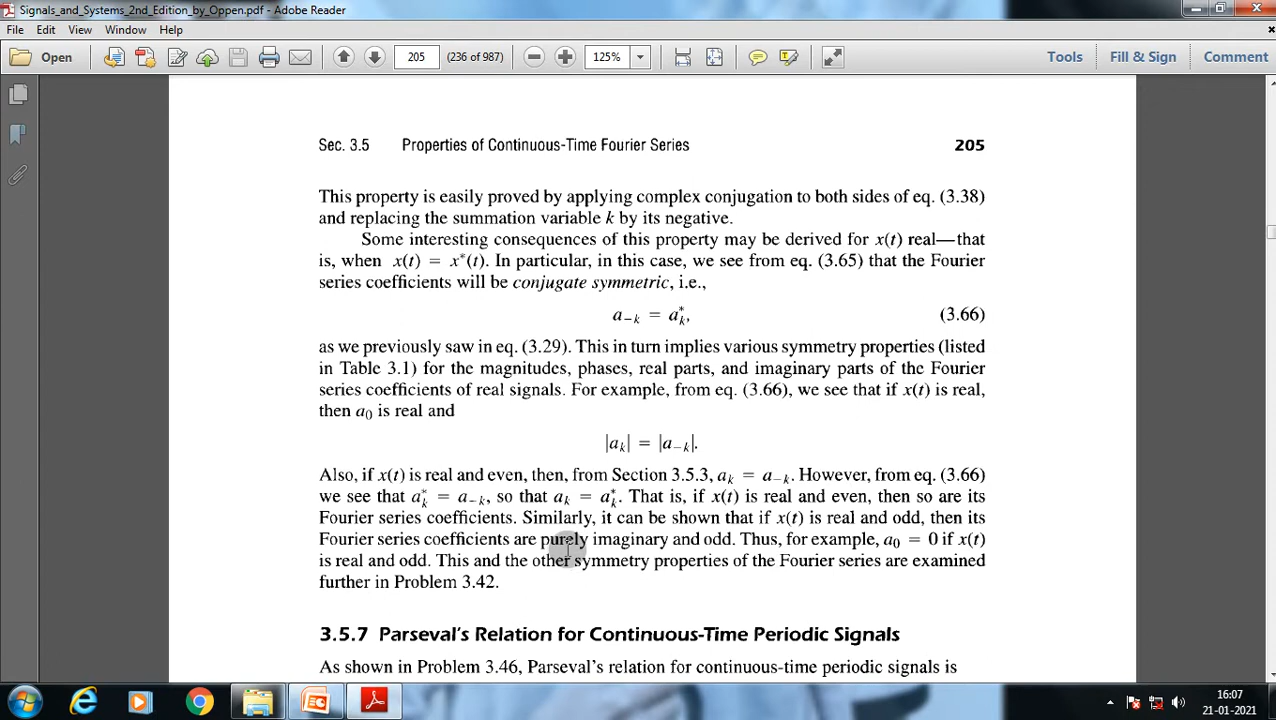 Signals_and_Systems_2nd_Edition_by_Oppen.pdf - Adobe Reader
File Edit View Window Help
Open 205 (236 of 987) 125% Tools Fill & Sign Comment
Sec. 3.5 Properties of Continuous-Time Fourier Series 205
This property is easily proved by applying complex conjugation to both sides of eq. (3.38)
and replacing the summation variable k by its negative.
Some interesting consequences of this property may be derived for x(t) real—that
is, when x(t) = x*(t). In particular, in this case, we see from eq. (3.65) that the Fourier
series coefficients will be conjugate symmetric, i.e.,
a₋ₖ = a*ₖ, (3.66)
as we previously saw in eq. (3.29). This in turn implies various symmetry properties (listed
in Table 3.1) for the magnitudes, phases, real parts, and imaginary parts of the Fourier
series coefficients of real signals. For example, from eq. (3.66), we see that if x(t) is real,
then a₀ is real and
|aₖ| = |a₋ₖ|.
Also, if x(t) is real and even, then, from Section 3.5.3, aₖ = a₋ₖ. However, from eq. (3.66)
we see that a*ₖ = a₋ₖ, so that aₖ = a*ₖ. That is, if x(t) is real and even, then so are its
Fourier series coefficients. Similarly, it can be shown that if x(t) is real and odd, then its
Fourier series coefficients are purely imaginary and odd. Thus, for example, a₀ = 0 if x(t)
is real and odd. This and the other symmetry properties of the Fourier series are examined
further in Problem 3.42.
3.5.7 Parseval's Relation for Continuous-Time Periodic Signals
As shown in Problem 3.46, Parseval's relation for continuous-time periodic signals is
16:07
21-01-2021